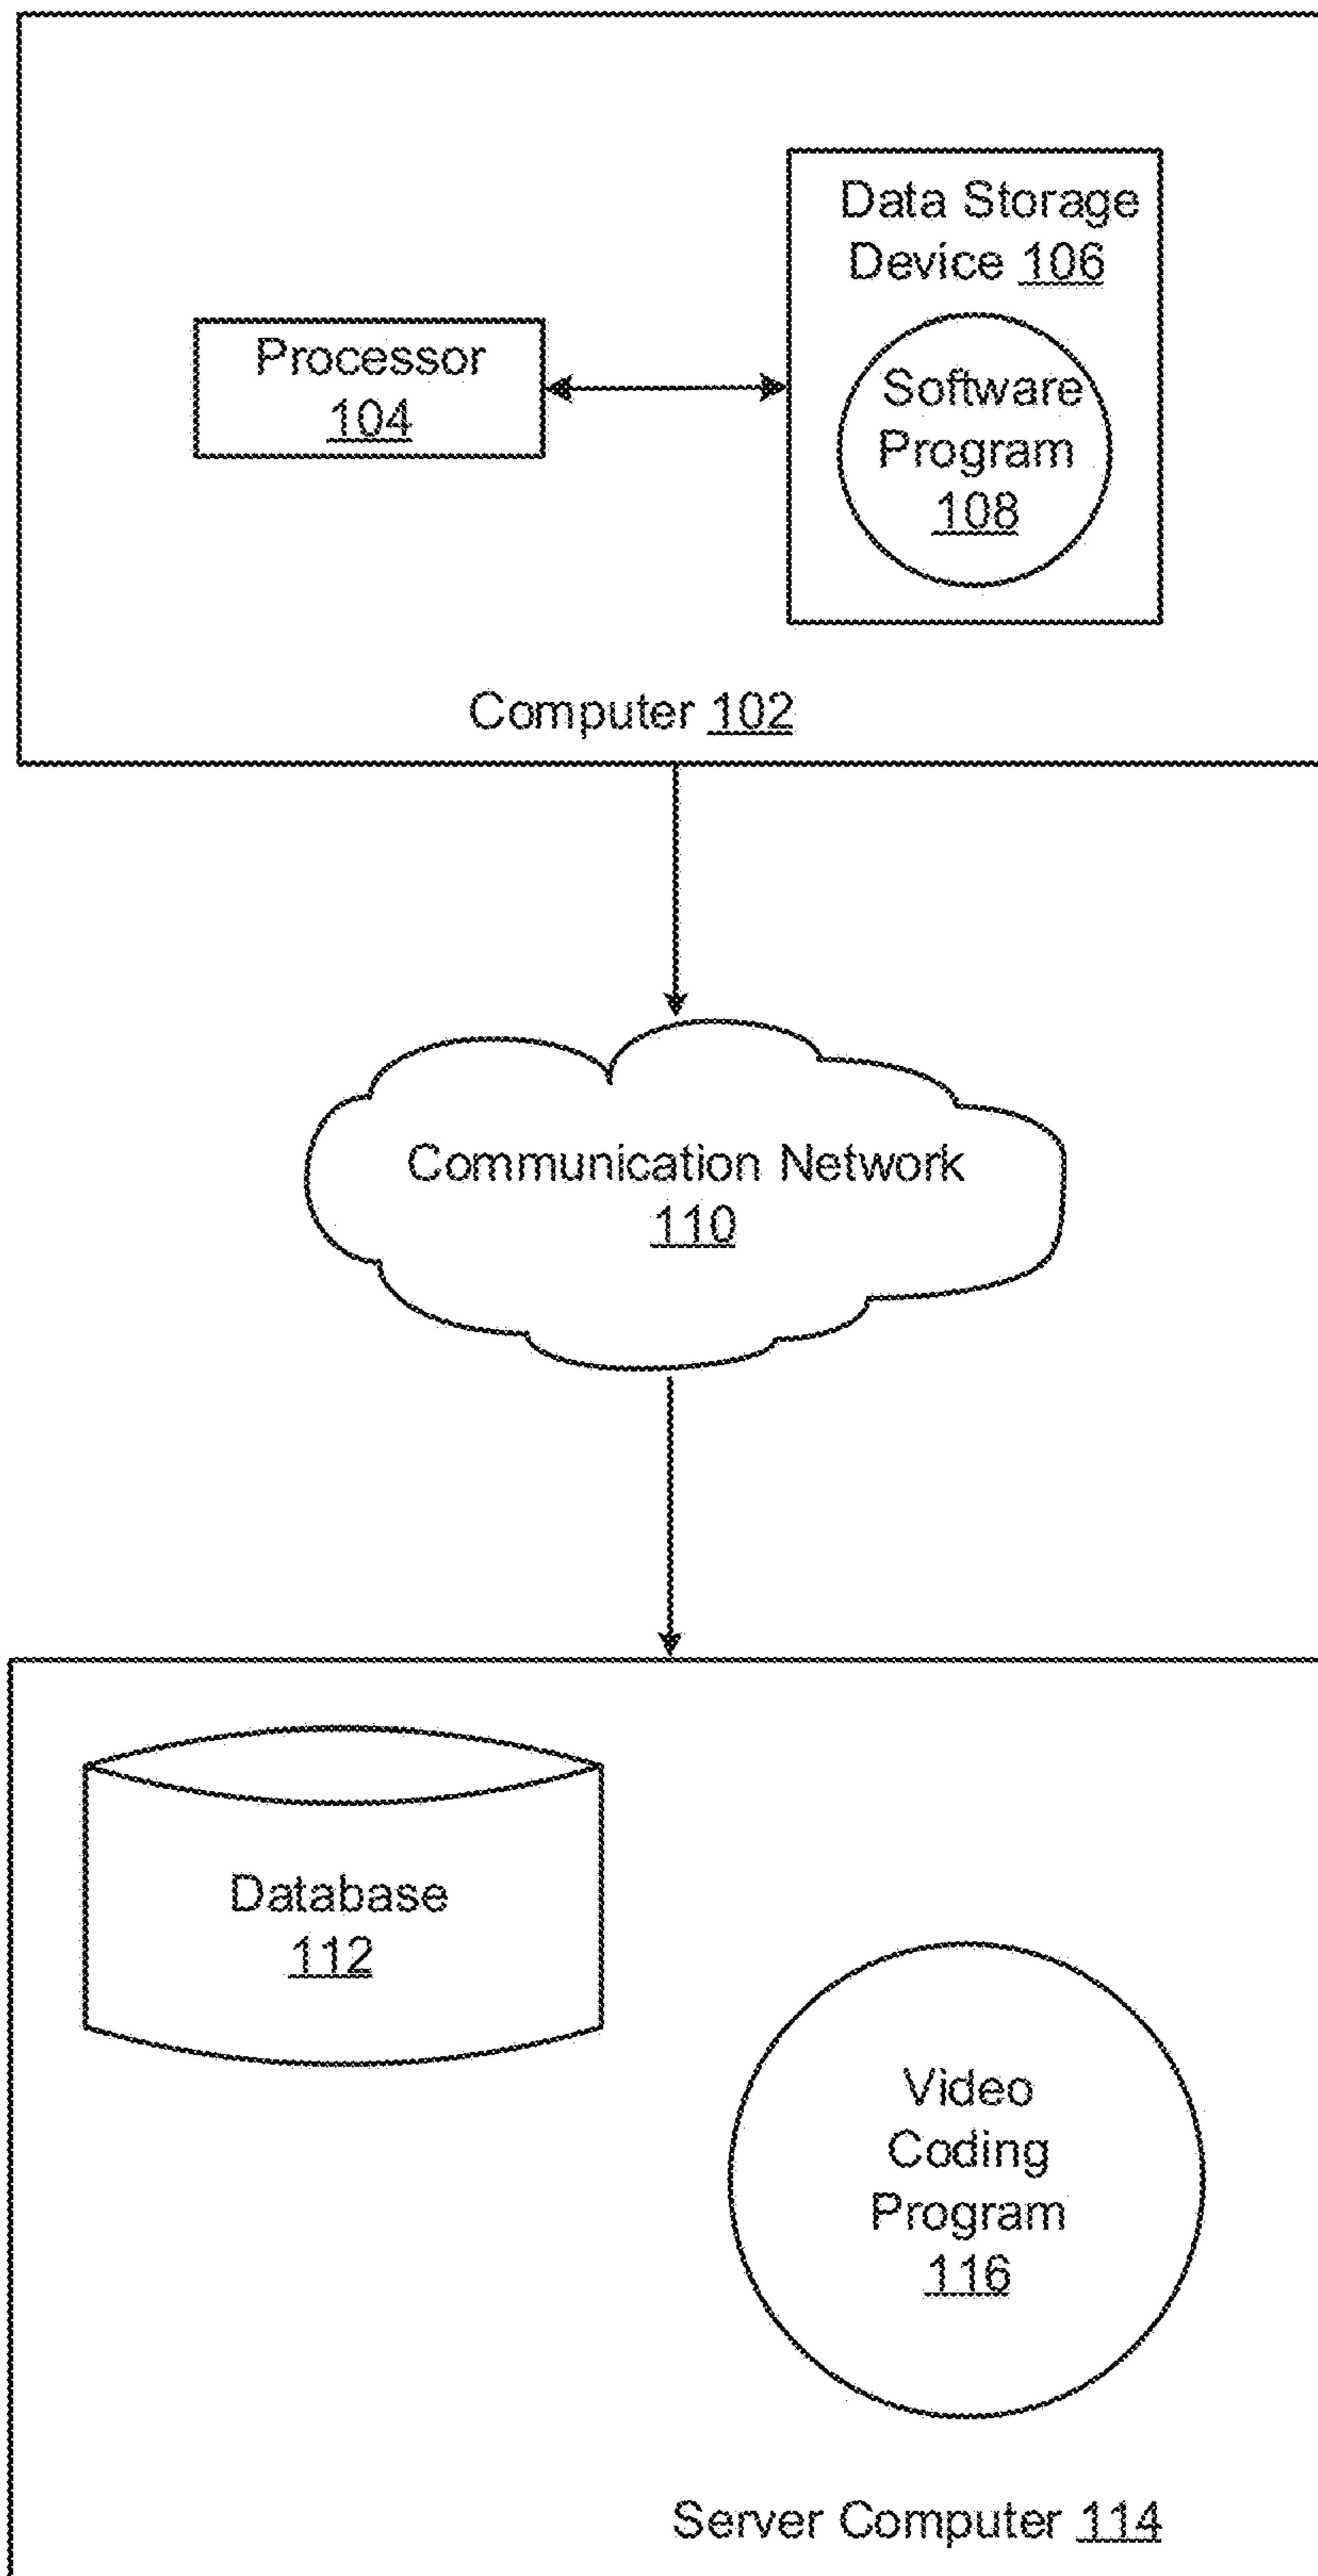 Data Storage
Device 106
Processor
104
Software
Program
108
Computer 102
Communication Network
110
Database
112
Video
Coding
Program
116
Server Computer 114